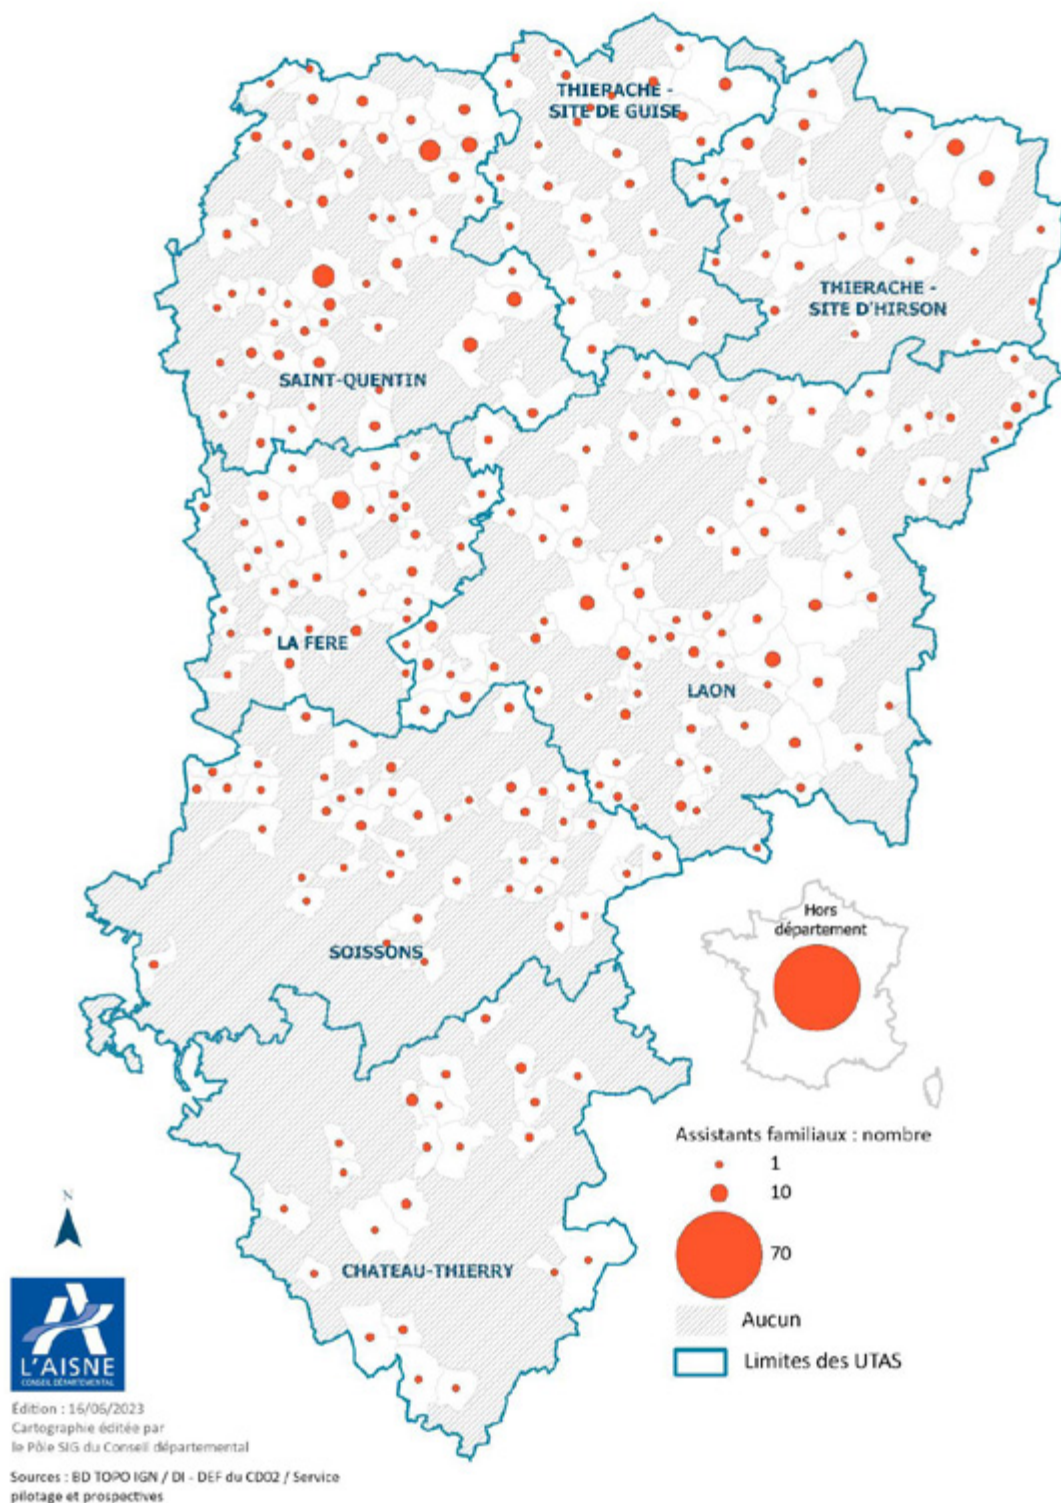 THIERACHE -
SITE DE GUISE
THIERACHE -
SITE D'HIRSON
SAINT-QUENTIN
LA FERE
LAON
SOISSONS
CHATEAU-THIERRY
Hors
département
Assistants familiaux : nombre
1
10
70
Aucun
Limites des UTAS
N
L'AISNE
CONSEIL DÉPARTEMENTAL
Édition : 16/06/2023
Cartographie éditée par
le Pôle SIG du Conseil départemental
Sources : BD TOPO IGN / DI - DEF du CD02 / Service
pilotage et prospectives